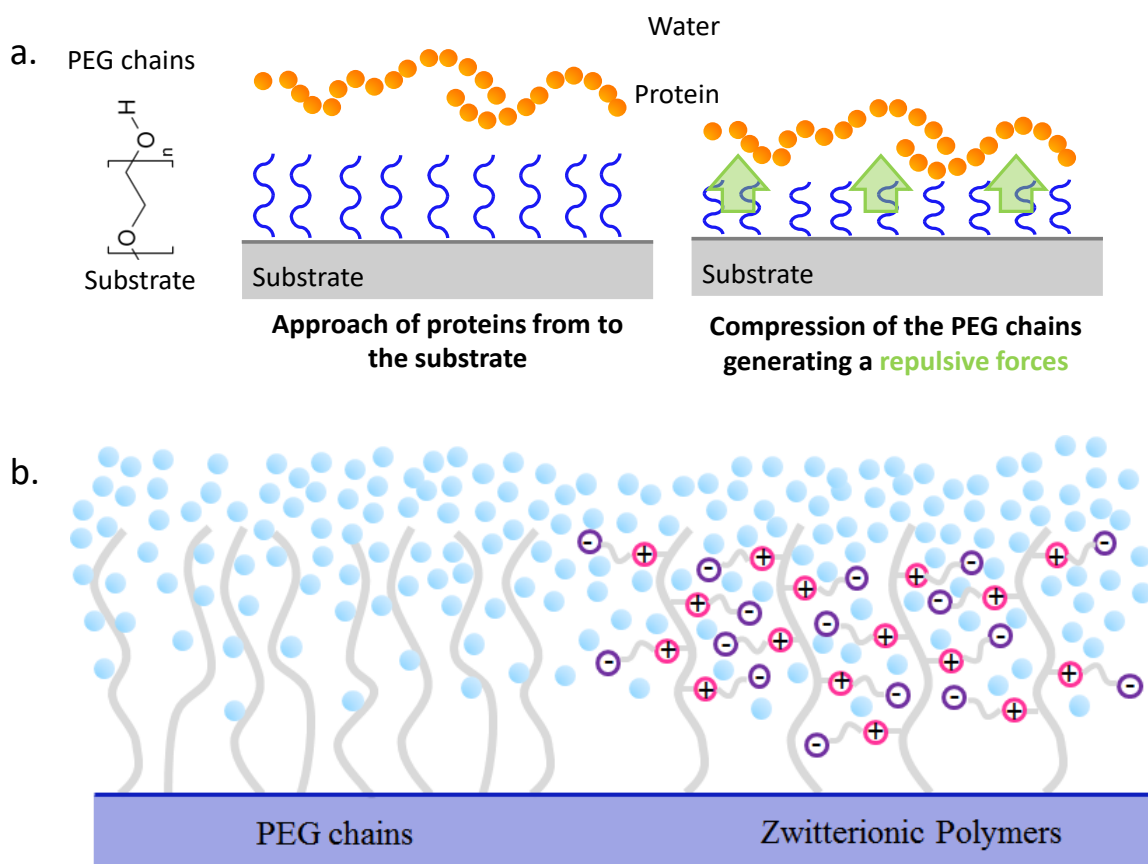 a.
PEG chains
H
O
n
O
Substrate
Water
Protein
Substrate
Approach of proteins from to
the substrate
Substrate
Compression of the PEG chains
generating a repulsive forces
b.
- + - + - + - + - +
- + - + - + - +
- + - + - + - +
+ - + - - + + -
- +
PEG chains
Zwitterionic Polymers